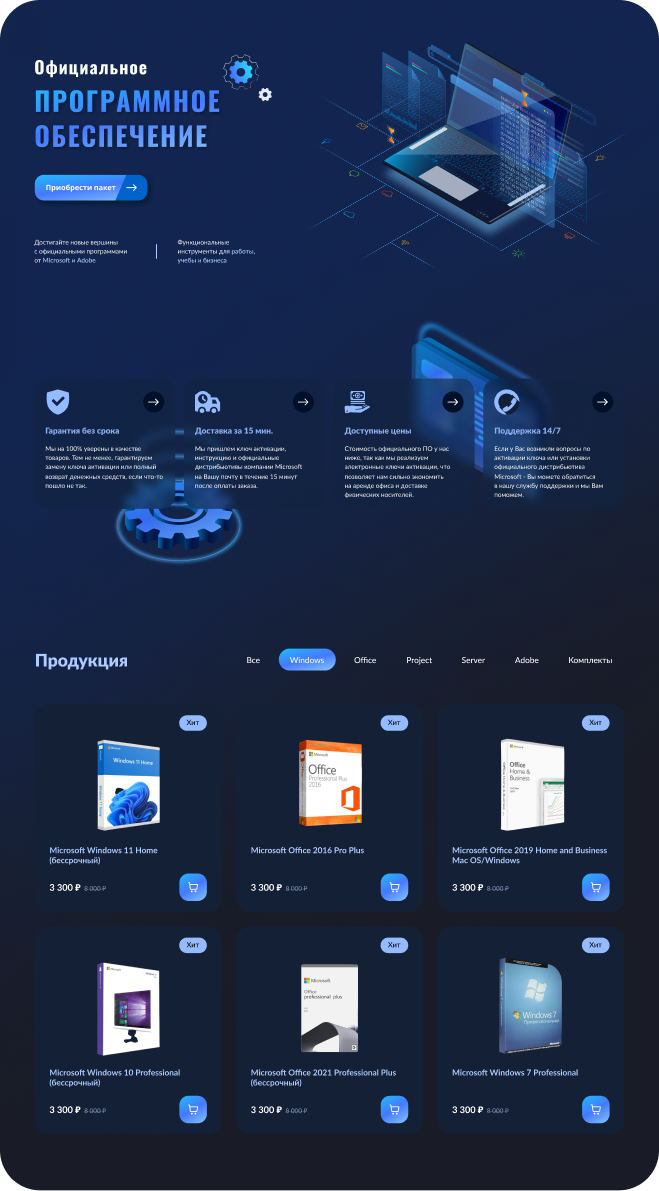 Официальное
ПРОГРАММНОЕ
ОБЕСПЕЧЕНИЕ
Приобрести пакет
Достигайте новые вершины
с официальными программами
от Microsoft и Adobe
Функциональные
инструменты для работы,
учебы и бизнеса
Гарантия без срока
Мы на 100% уверены в качестве
товаров. Тем не менее, гарантируем
замену ключа активации или полный
возврат денежных средств, если что-то
пошло не так.
Доставка за 15 мин.
Мы пришлем ключ активации,
инструкцию и официальные
дистрибьютивы компании Microsoft
на Вашу почту в течение 15 минут
после оплаты заказа.
Доступные цены
Стоимость официального ПО у нас
ниже, так как мы реализуем
электронные ключи активации, что
позволяет нам сильно экономить
на аренде офиса и доставке
физических носителей.
Поддержка 14/7
Если у Вас возникли вопросы по
активации ключа или установки
официального дистрибьютива
Microsoft - Вы можете обратиться
в нашу службу поддержки и мы Вам
поможем.
Продукция
Все
Windows
Office
Project
Server
Adobe
Комплекты
Хит
Windows 11 Home
Microsoft Windows 11 Home
(бессрочный)
3 300 ₽ 8 000 ₽
Хит
Microsoft
Office
Professional Plus
2016
Microsoft Office 2016 Pro Plus
3 300 ₽ 8 000 ₽
Хит
Office
Home &
Business
Microsoft Office 2019 Home and Business
Mac OS/Windows
3 300 ₽ 8 000 ₽
Хит
Microsoft Windows 10 Professional
(бессрочный)
3 300 ₽ 8 000 ₽
Хит
Microsoft
Office
professional plus
Microsoft Office 2021 Professional Plus
(бессрочный)
3 300 ₽ 8 000 ₽
Хит
Windows 7
Профессиональная
Microsoft Windows 7 Professional
3 300 ₽ 8 000 ₽